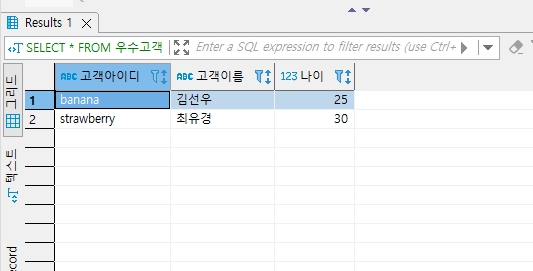 Results 1
SELECT * FROM 우수고객 Enter a SQL expression to filter results (use Ctrl+
그리드
ABC 고객아이디 ABC 고객이름 123 나이
1 banana 김선우 25
2 strawberry 최유경 30
텍스트